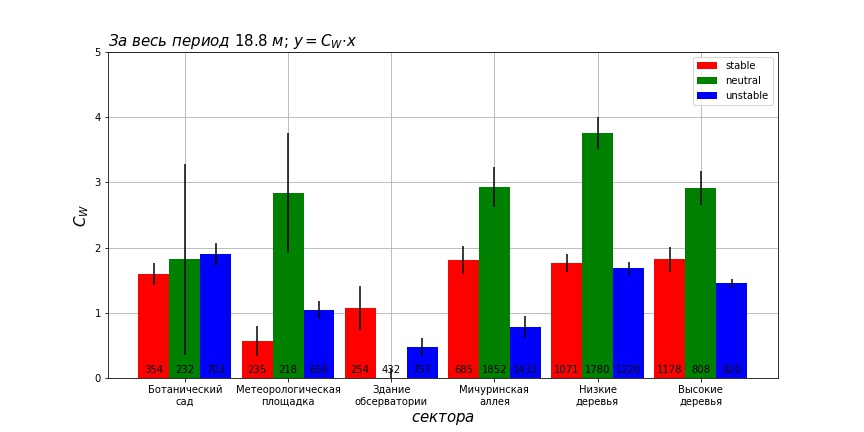 За весь период 18.8 м; y = C_W·x
5
stable
neutral
unstable
4
3
C_W
2
1
354 232 703 235 218 650 254 432 757 685 1852 1431 1071 1780 1220 1178 808 820
0
Ботанический сад
Метеорологическая площадка
Здание обсерватории
Мичуринская аллея
Низкие деревья
Высокие деревья
сектора